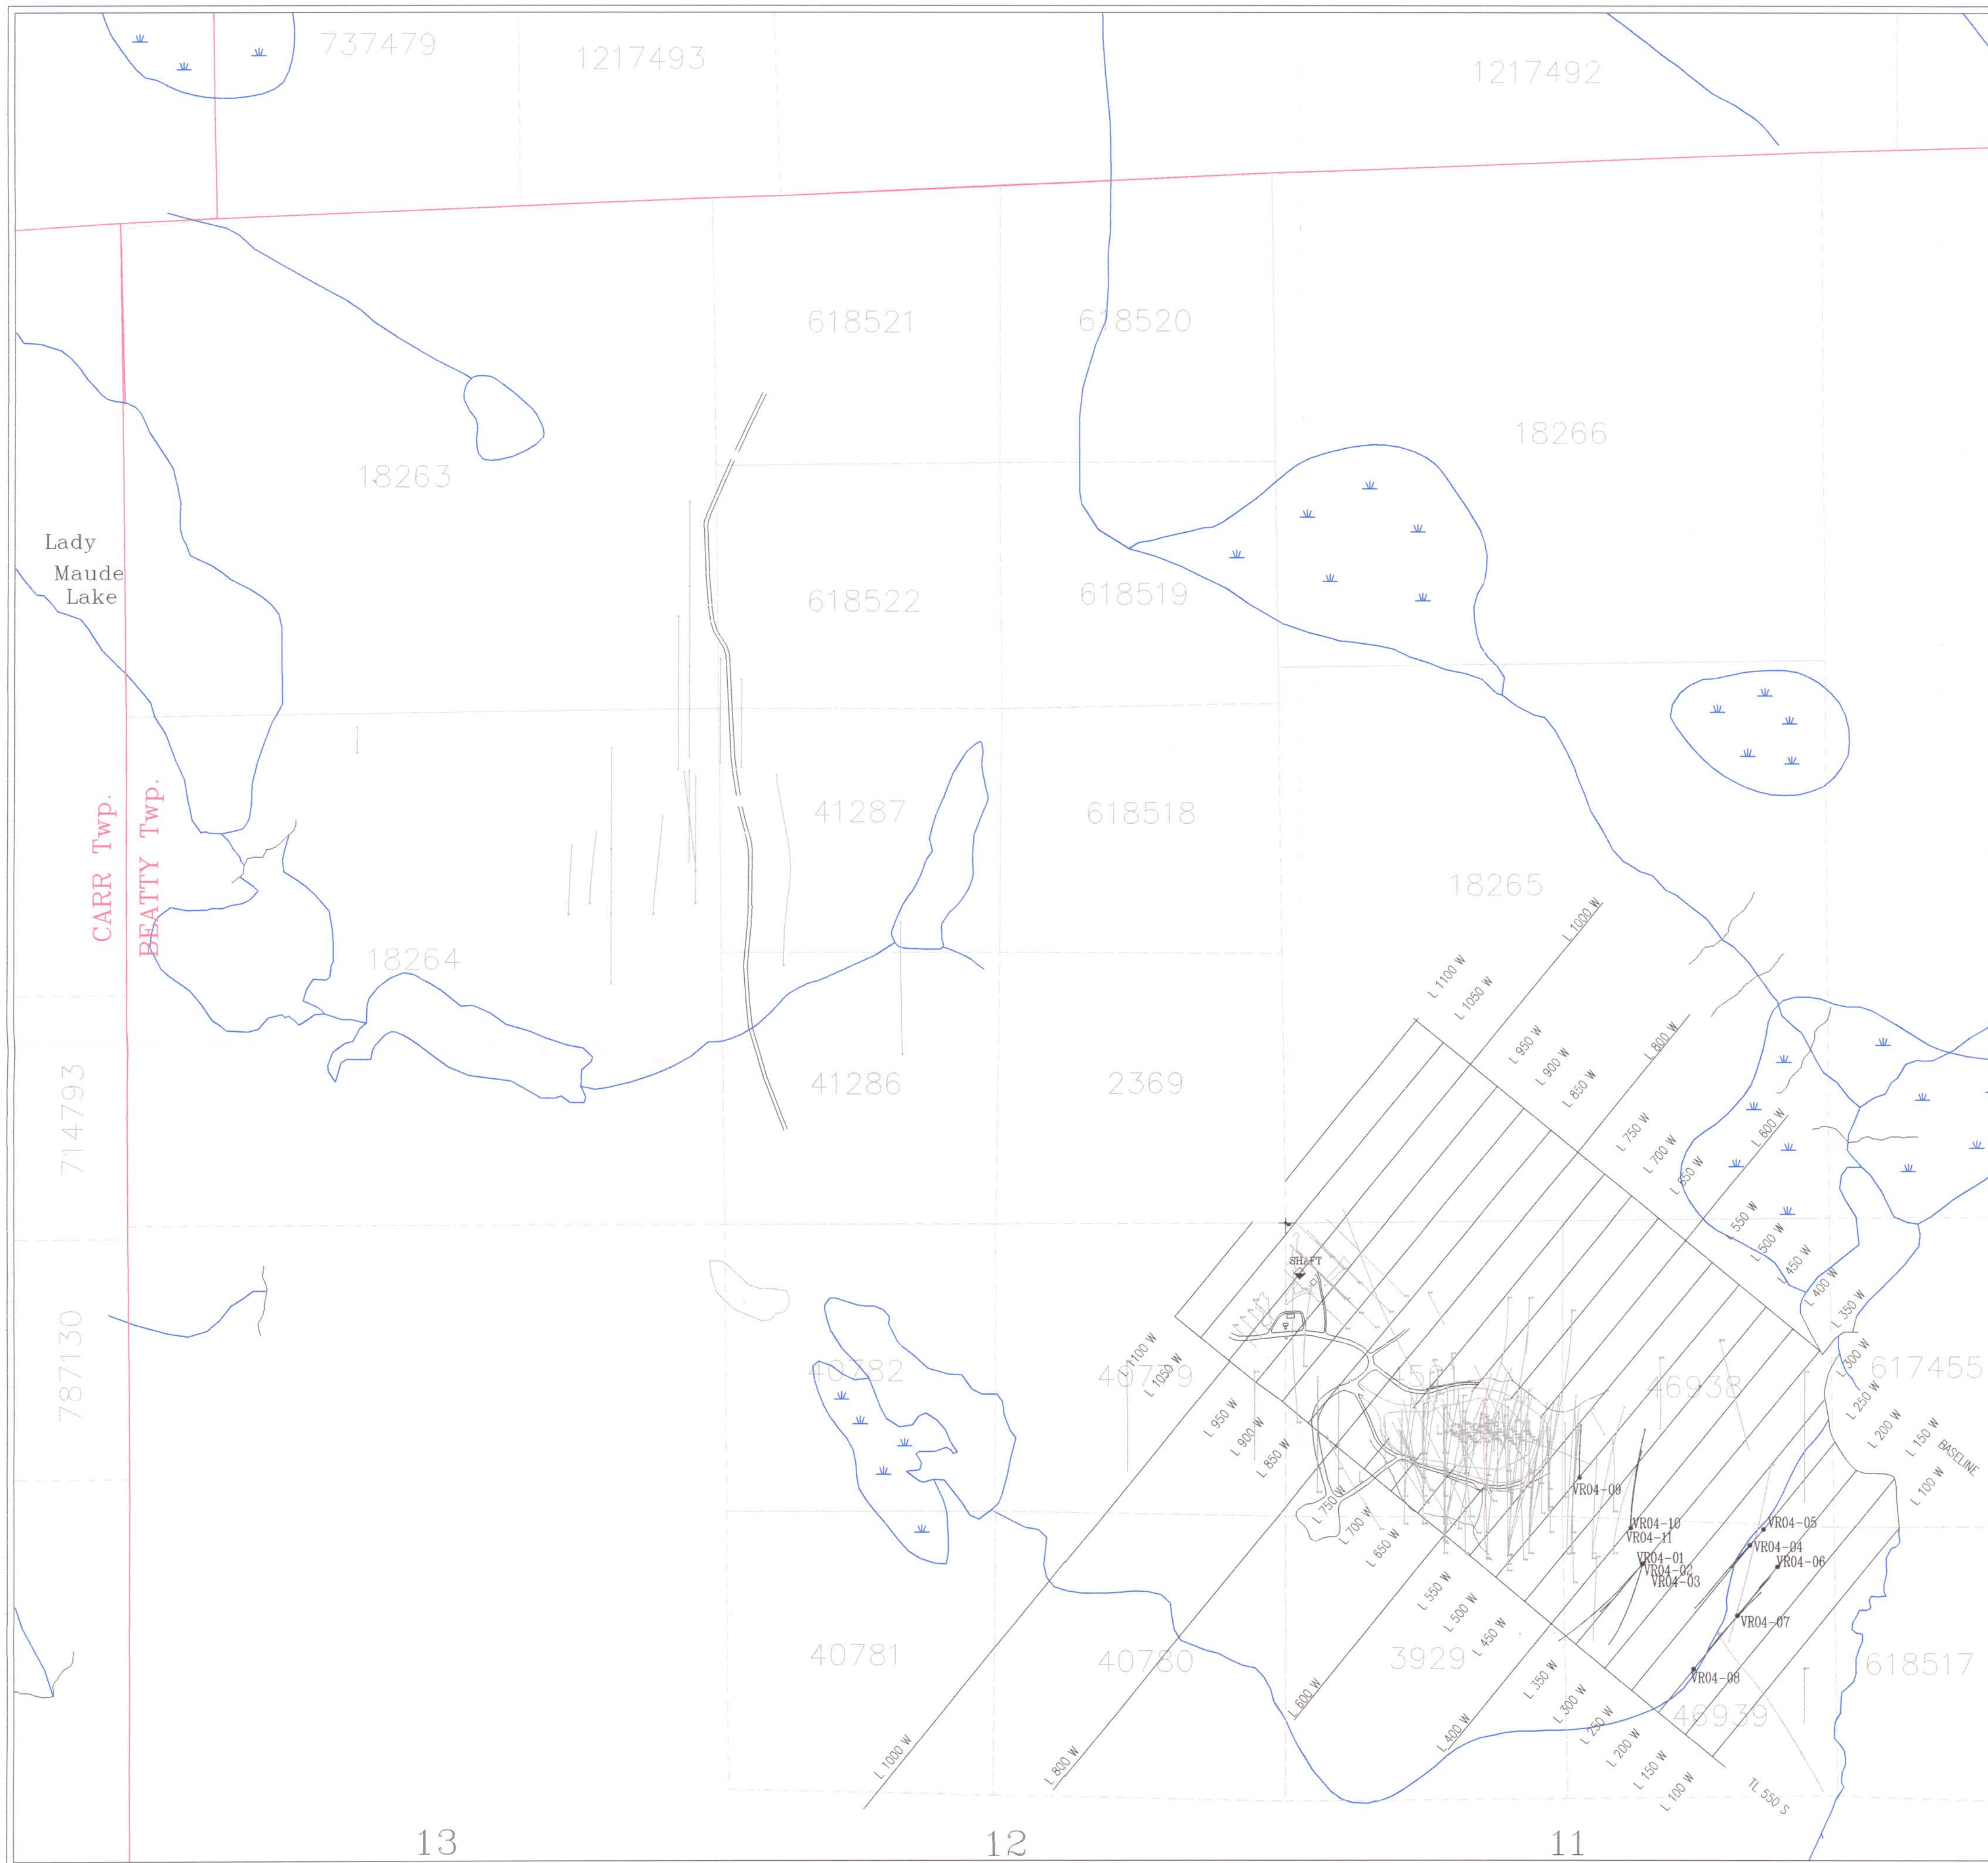 737479
1217493
1217492
618521
618520
18266
18263
Lady
Maude
Lake
618522
618519
CARR Twp.
BEATTY Twp.
41287
618518
18265
18264
L 1000 W
L 1100 W
L 1050 W
L 950 W
L 900 W
L 850 W
L 800 W
714793
41286
2369
L 750 W
L 700 W
L 650 W
L 600 W
L 550 W
L 500 W
L 450 W
L 400 W
L 350 W
L 300 W
L 250 W
L 200 W
L 150 W
BASELINE
L 100 W
SHAFT
787130
40782
L 1100 W
L 1050 W
46938
617455
L 950 W
L 900 W
L 850 W
L 750 W
L 700 W
L 650 W
VR04-09
VR04-10
VR04-11
VR04-05
VR04-04
VR04-06
VR04-01
VR04-02
VR04-03
VR04-07
VR04-08
L 550 W
L 500 W
L 450 W
40781
40780
3929
618517
L 600 W
L 350 W
L 300 W
L 250 W
L 200 W
L 150 W
L 100 W
46939
L 1000 W
L 800 W
L 400 W
TL 550 S
13
12
11